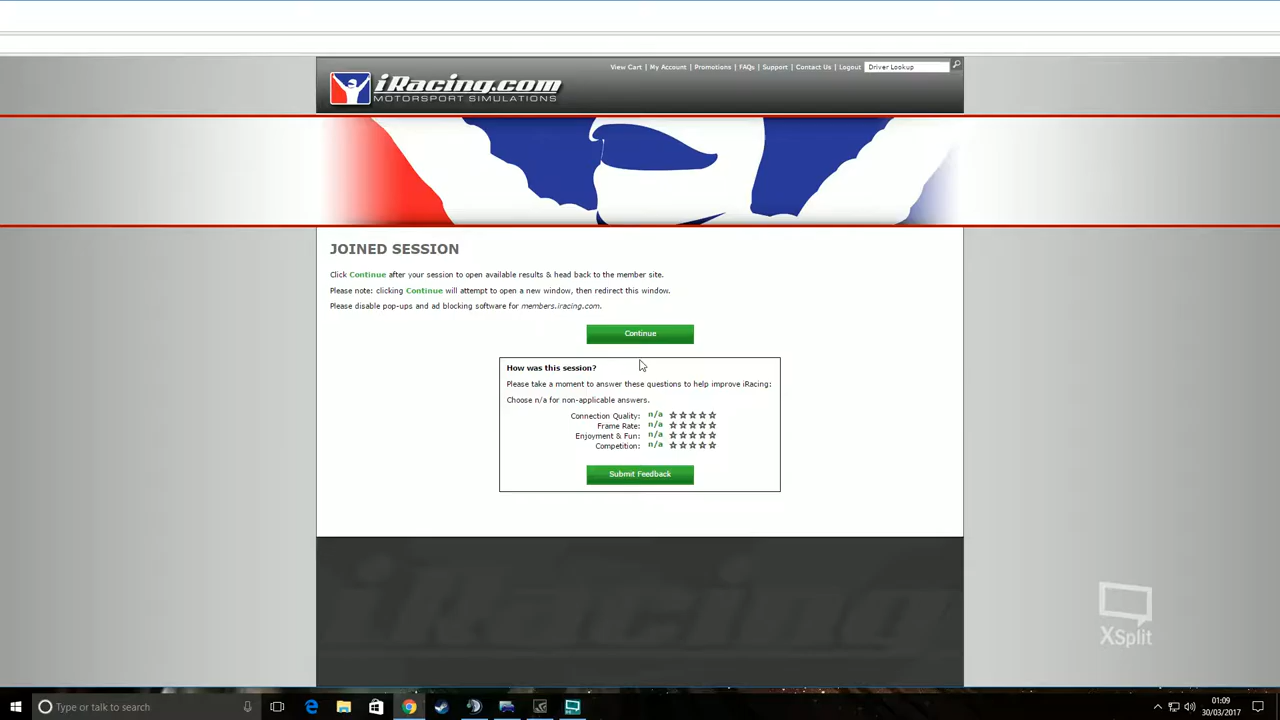 View Cart | My Account | Promotions | FAQs | Support | Contact Us | Logout
Driver Lookup
iRacing.com
MOTORSPORT SIMULATIONS
JOINED SESSION
Click Continue after your session to open available results & head back to the member site.
Please note: clicking Continue will attempt to open a new window, then redirect this window.
Please disable pop-ups and ad blocking software for members.iracing.com.
Continue
How was this session?
Please take a moment to answer these questions to help improve iRacing:
Choose n/a for non-applicable answers.
Connection Quality: n/a
Frame Rate: n/a
Enjoyment & Fun: n/a
Competition: n/a
Submit Feedback
iRacing
XSplit
Type or talk to search
01:09
30/03/2017